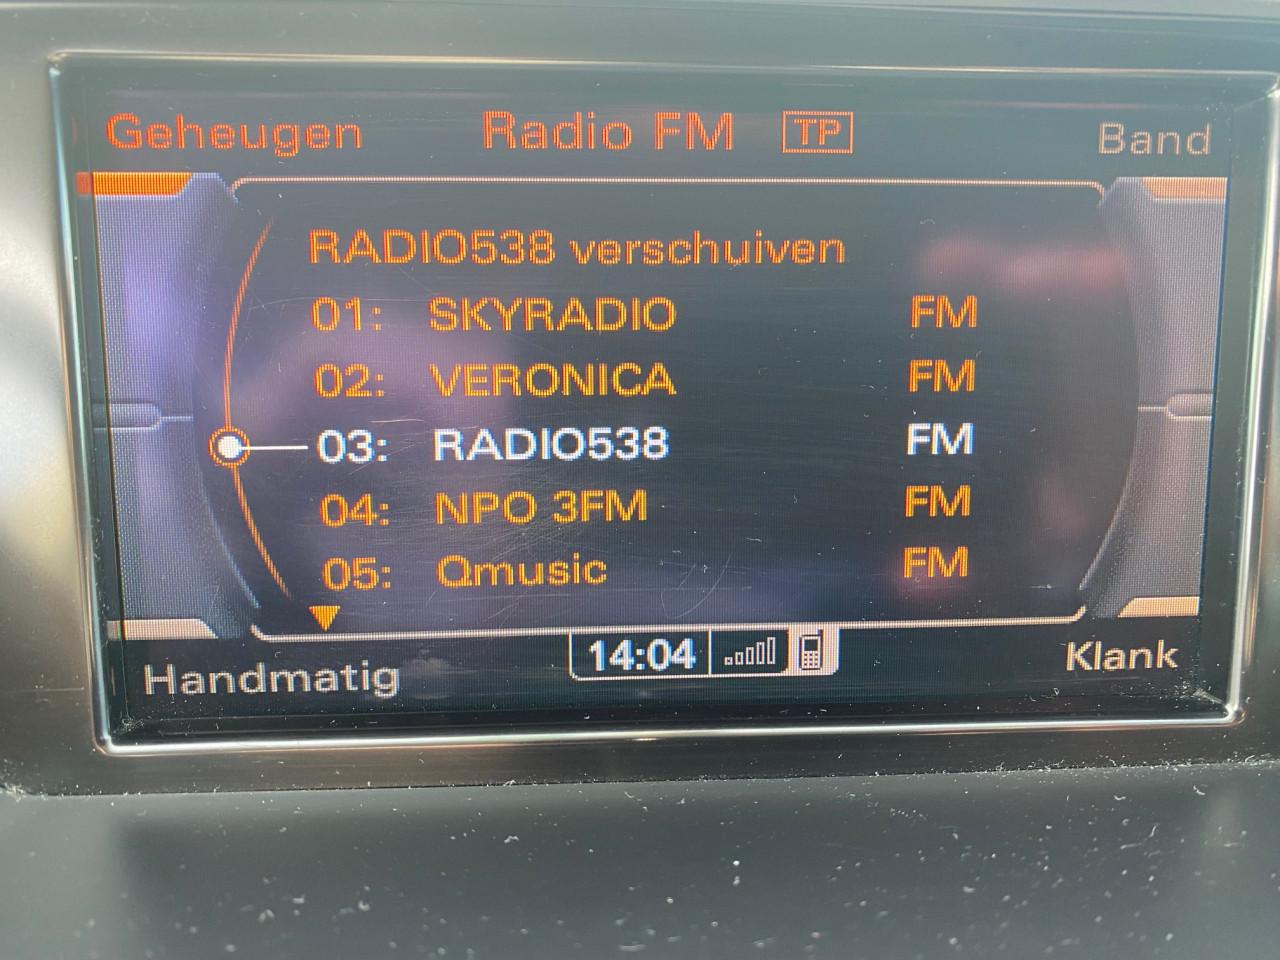 Geheugen Radio FM TP Band
RADIO538 verschuiven
01: SKYRADIO FM
02: VERONICA FM
03: RADIO538 FM
04: NPO 3FM FM
05: Qmusic FM
Handmatig 14:04 Klank